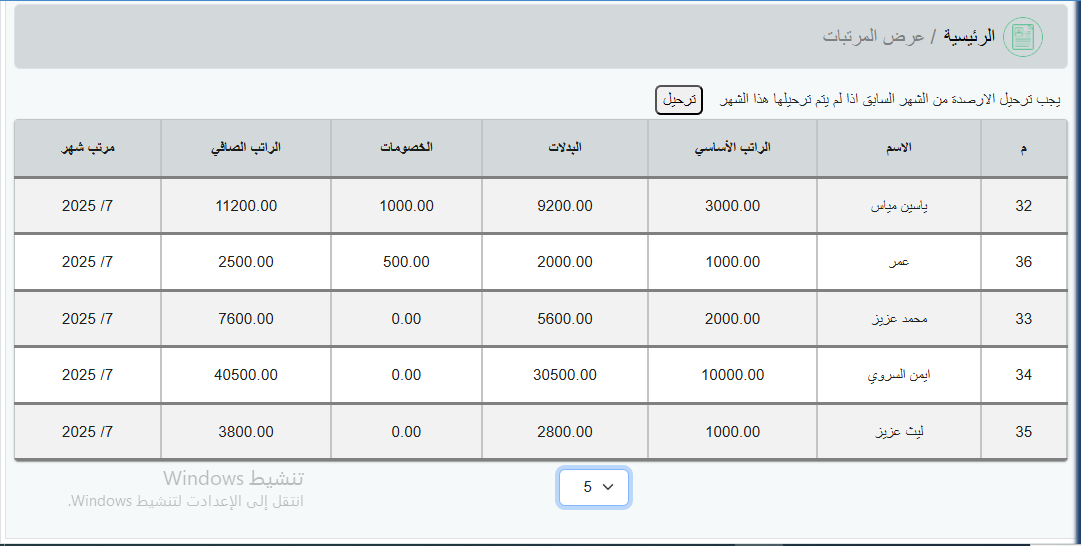 الرئيسية / عرض المرتبات
يجب ترحيل الارصدة من الشهر السابق اذا لم يتم ترحيلها هذا الشهر ترحيل
م الاسم الراتب الأساسي البدلات الخصومات الراتب الصافي مرتب شهر
32 ياسين مياس 3000.00 9200.00 1000.00 11200.00 2025 /7
36 عمر 1000.00 2000.00 500.00 2500.00 2025 /7
33 محمد عزيز 2000.00 5600.00 0.00 7600.00 2025 /7
34 ايمن السروي 10000.00 30500.00 0.00 40500.00 2025 /7
35 ليث عزيز 1000.00 2800.00 0.00 3800.00 2025 /7
5
تنشيط Windows
انتقل إلى الإعدادت لتنشيط Windows.